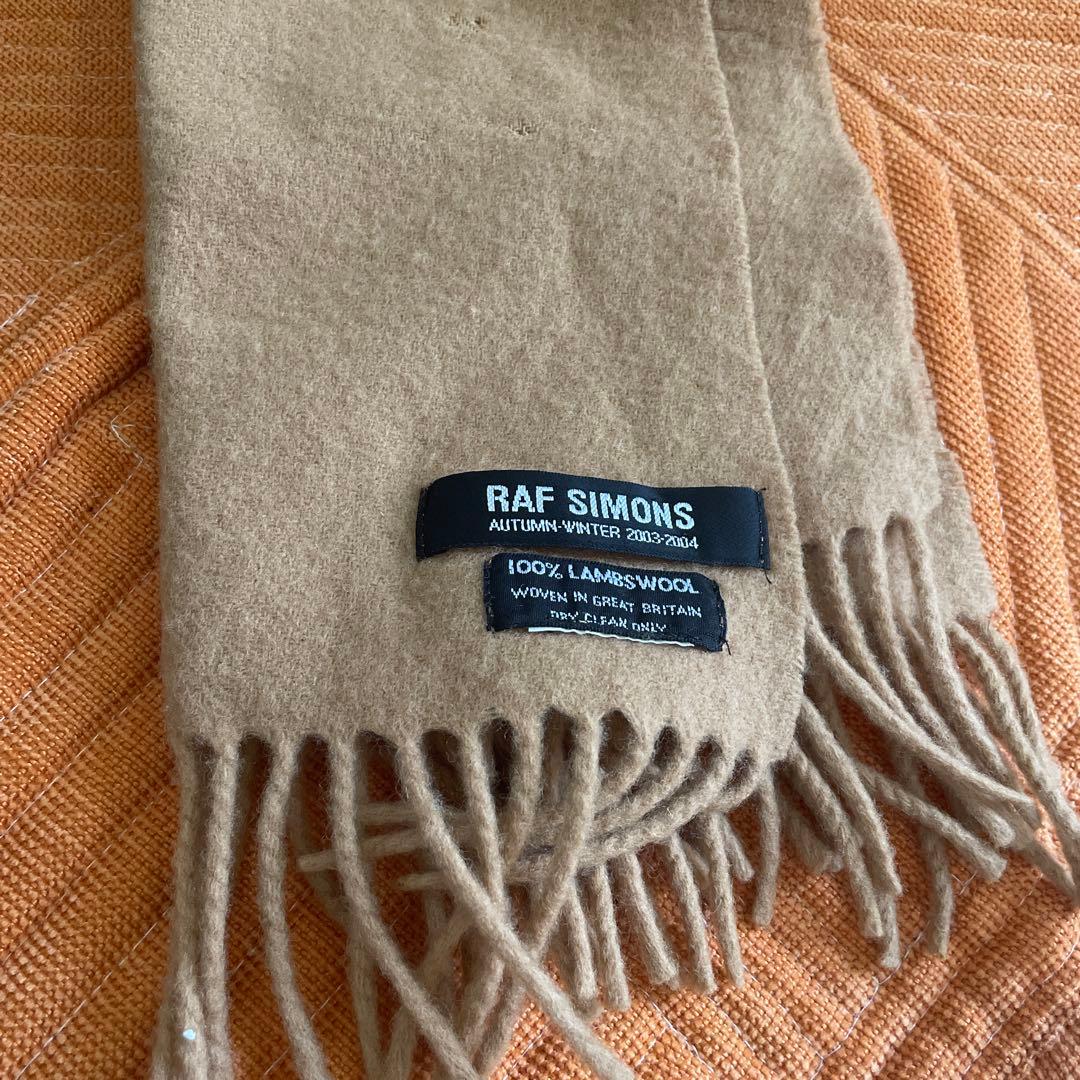 RAF SIMONS
AUTUMN-WINTER 2003-2004
100% LAMBSWOOL
WOVEN IN GREAT BRITAIN
DRY CLEAN ONLY